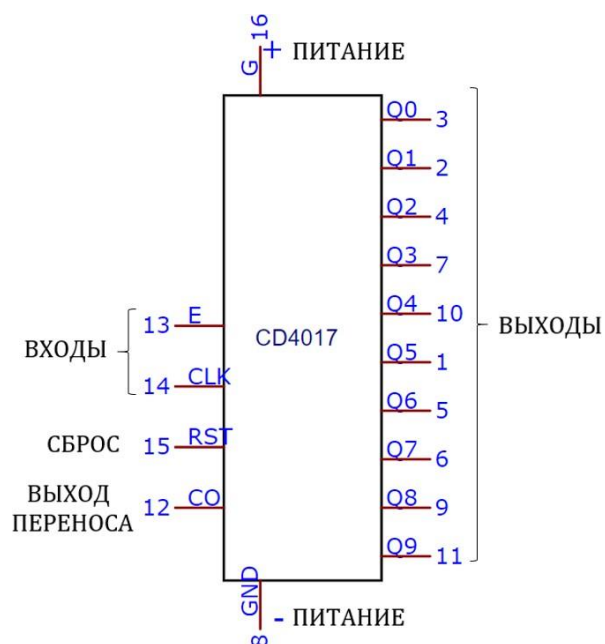 16
G
+ ПИТАНИЕ
Q0 3
Q1 2
Q2 4
Q3 7
Q4 10
Q5 1
Q6 5
Q7 6
Q8 9
Q9 11
ВЫХОДЫ
CD4017
ВХОДЫ
13 E
14 CLK
СБРОС 15 RST
ВЫХОД
ПЕРЕНОСА
12 CO
GND
- ПИТАНИЕ
8